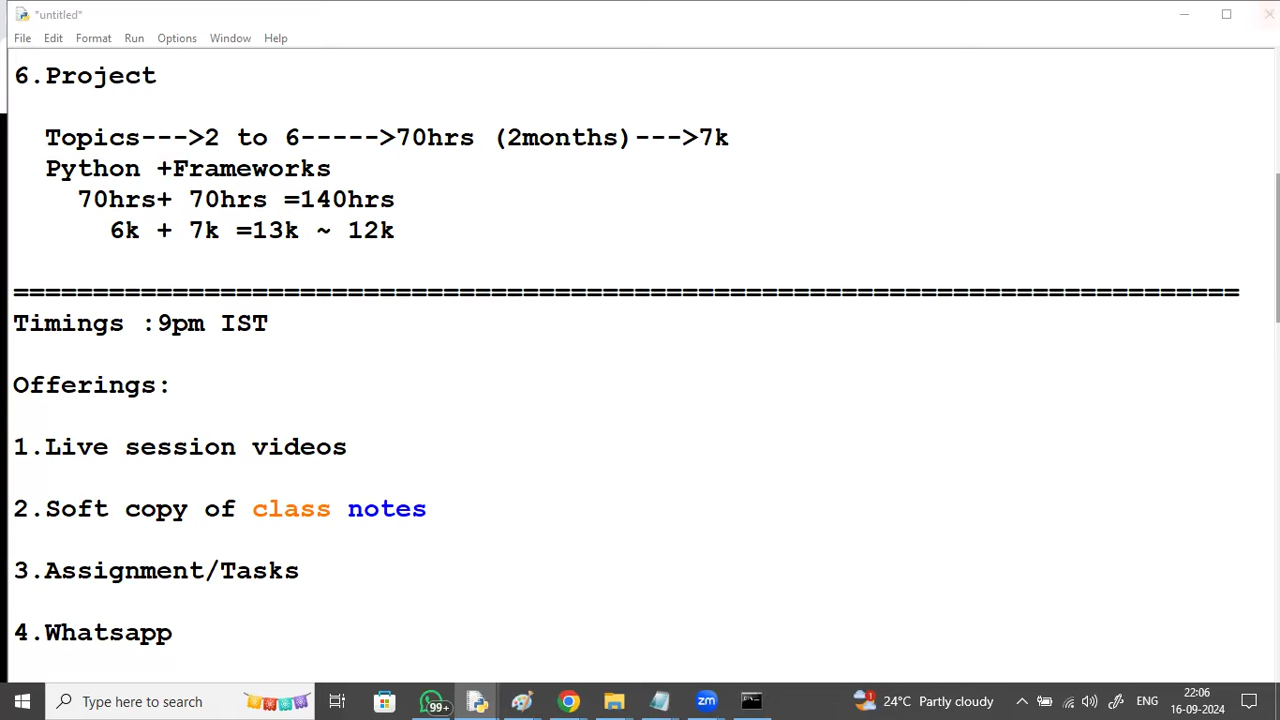 *untitled*
File Edit Format Run Options Window Help
6.Project
Topics--->2 to 6----->70hrs (2months)--->7k
Python +Frameworks
70hrs+ 70hrs =140hrs
6k + 7k =13k ~ 12k
=============================================================================
Timings :9pm IST
Offerings:
1.Live session videos
2.Soft copy of class notes
3.Assignment/Tasks
4.Whatsapp
Type here to search
99+
zm
1
24°C Partly cloudy
ENG
22:06
16-09-2024